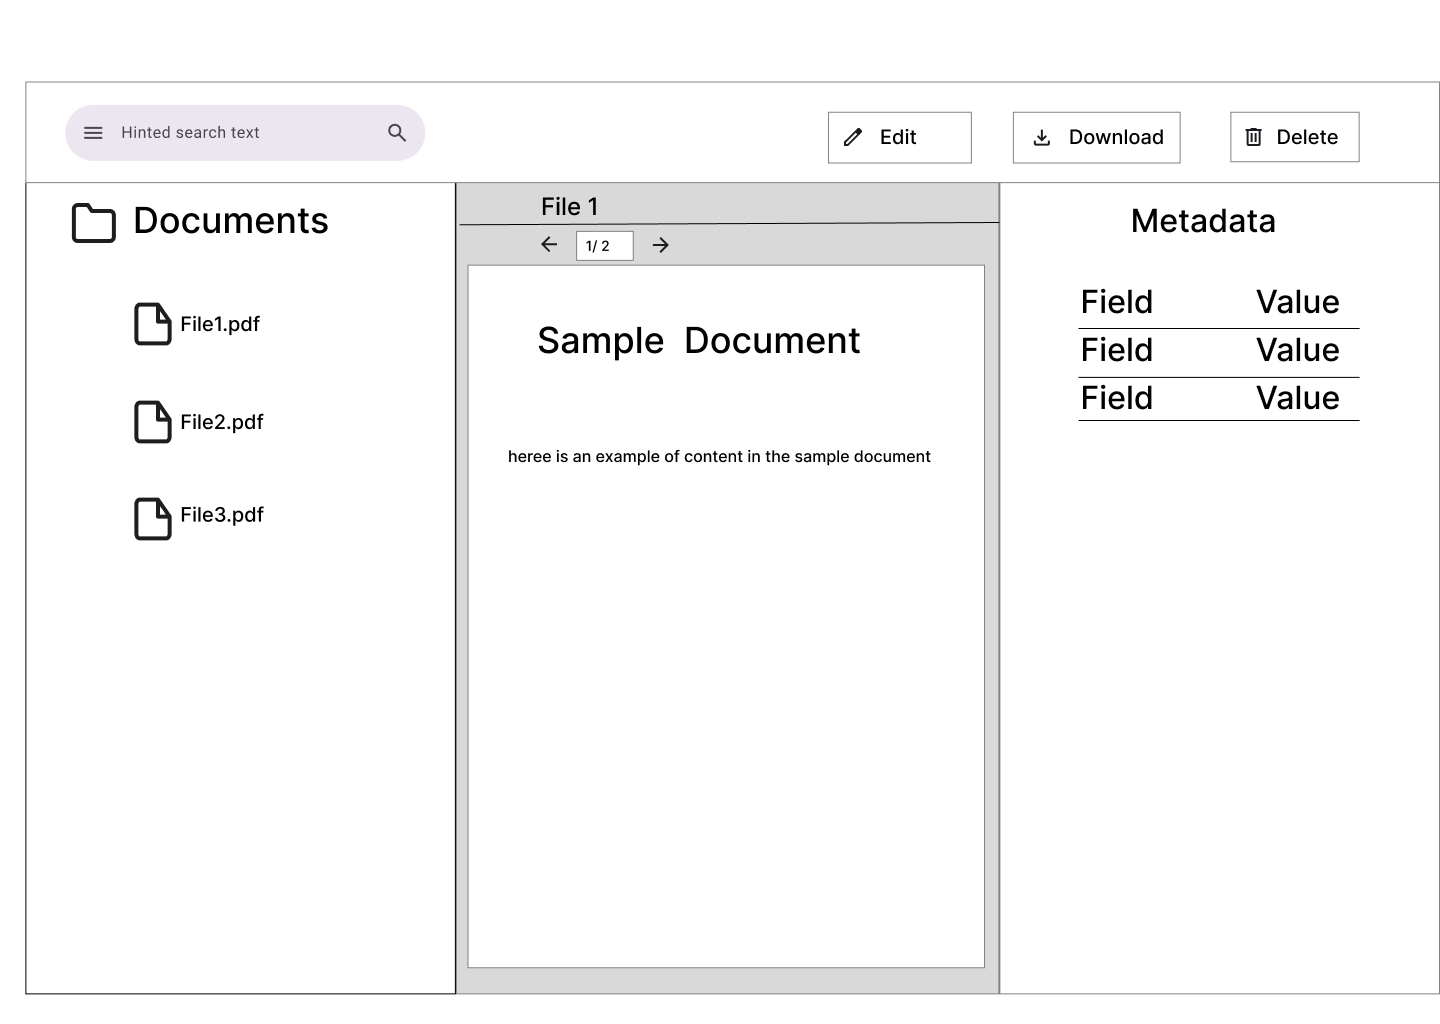 Hinted search text
Edit
Download
Delete
Documents
File1.pdf
File2.pdf
File3.pdf
File 1
1/ 2
Sample  Document
heree is an example of content in the sample document
Metadata
Field Value
Field Value
Field Value